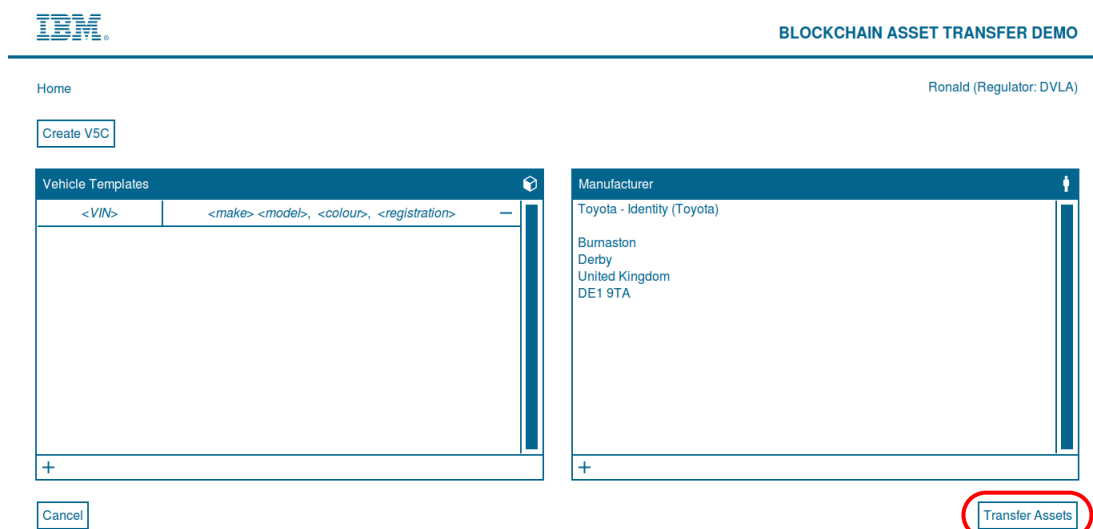 IBM
BLOCKCHAIN ASSET TRANSFER DEMO
Home
Ronald (Regulator: DVLA)
Create V5C
Vehicle Templates
<VIN>
<make> <model>, <colour>, <registration>
Manufacturer
Toyota - Identity (Toyota)
Burnaston
Derby
United Kingdom
DE1 9TA
Cancel
Transfer Assets